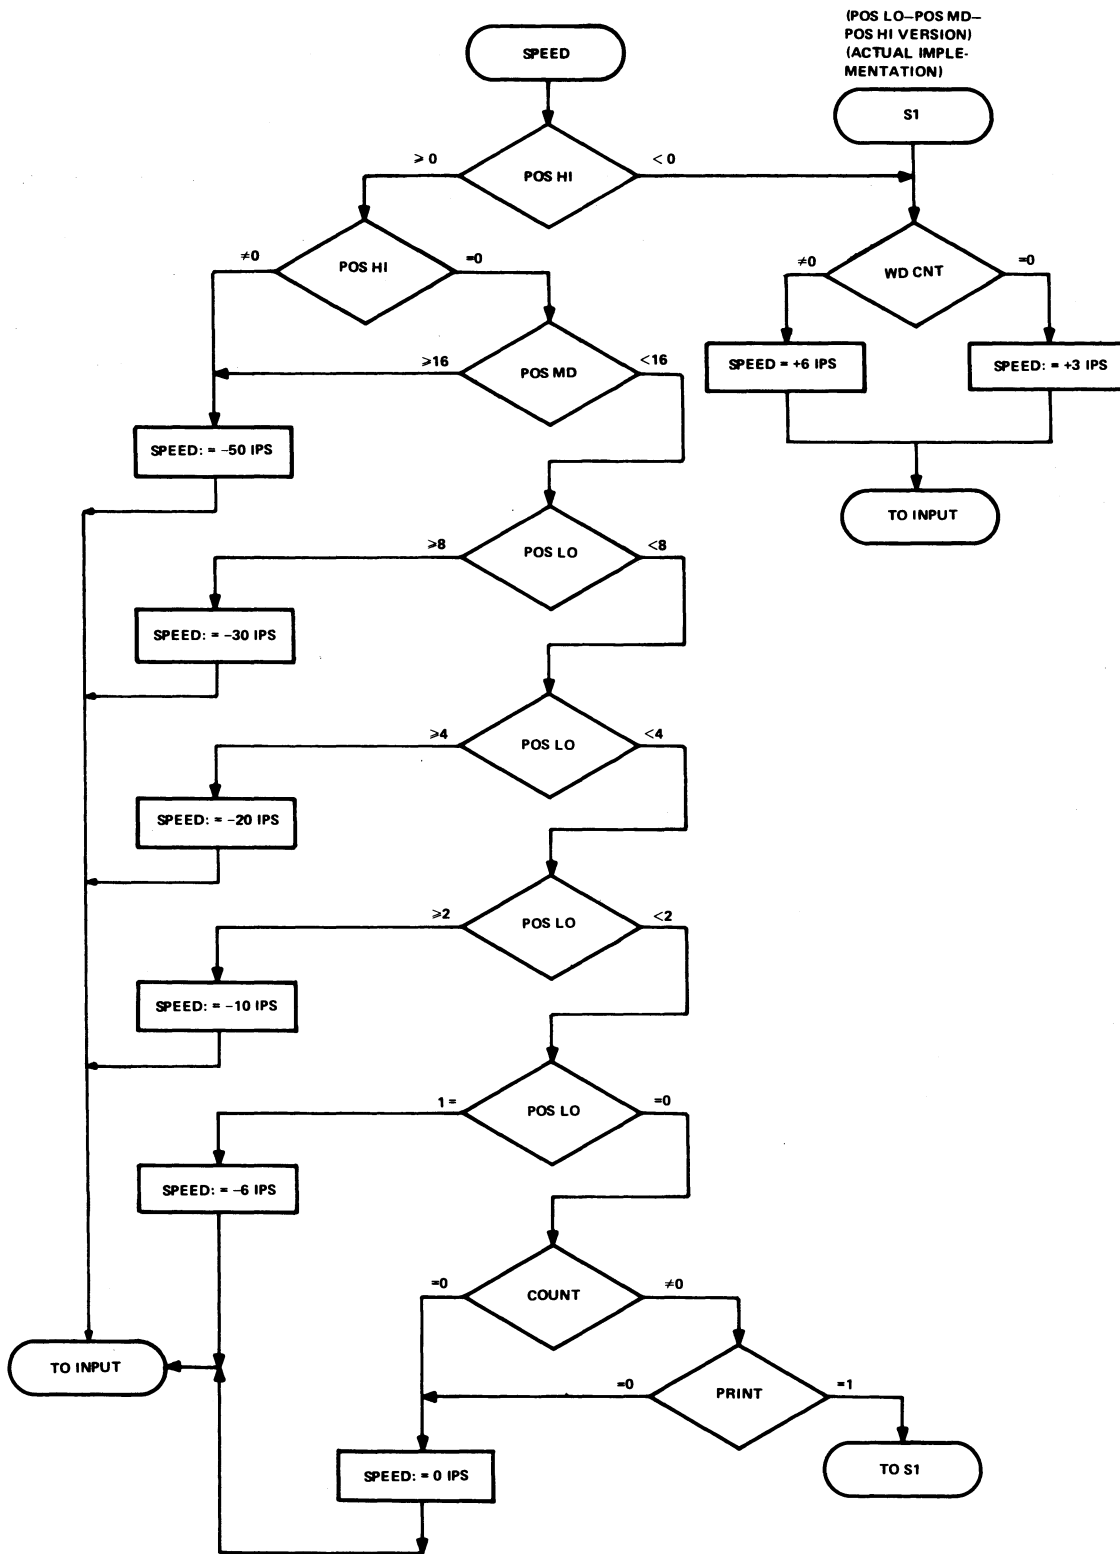 (POS LO–POS MD–
POS HI VERSION)
(ACTUAL IMPLE-
MENTATION)
SPEED
S1
⩾ 0
POS HI
< 0
≠0
POS HI
=0
≠0
WD CNT
=0
⩾16
POS MD
<16
SPEED = +6 IPS
SPEED: = +3 IPS
SPEED: = –50 IPS
TO INPUT
⩾8
POS LO
<8
SPEED: = –30 IPS
⩾4
POS LO
<4
SPEED: = –20 IPS
⩾2
POS LO
<2
SPEED: = –10 IPS
1 =
POS LO
=0
SPEED: = –6 IPS
=0
COUNT
≠0
TO INPUT
=0
PRINT
=1
SPEED: = 0 IPS
TO S1